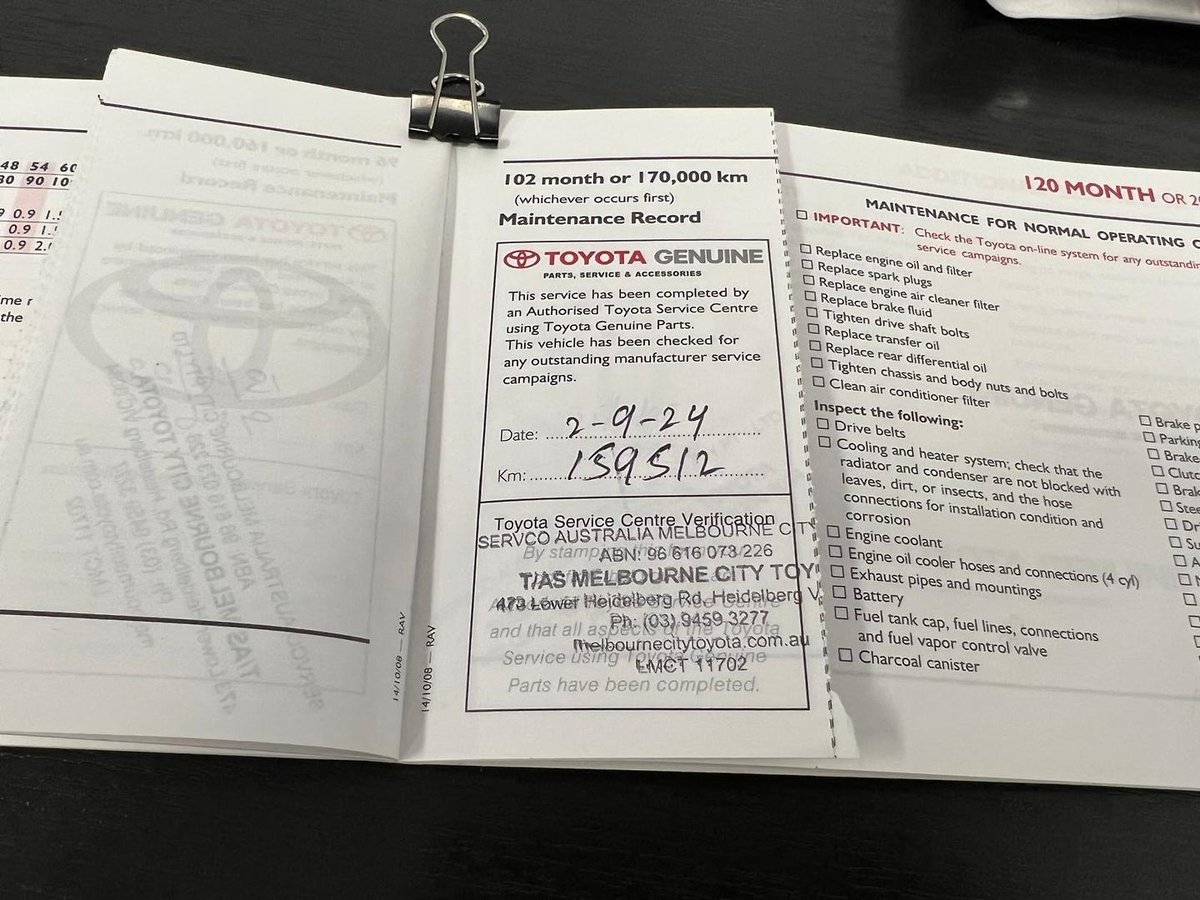 48 54 60
80 90 10
0.9 1.
0.9 1.
0.9 2.
the
14/10/08 — RAV
14/10/08 — RAV
102 month or 170,000 km
(whichever occurs first)
Maintenance Record
TOYOTA GENUINE
PARTS, SERVICE & ACCESSORIES
This service has been completed by
an Authorised Toyota Service Centre
using Toyota Genuine Parts.
This vehicle has been checked for
any outstanding manufacturer service
campaigns.
Date: 2-9-24
Km: 159512
Toyota Service Centre Verification
SERVCO AUSTRALIA MELBOURNE CITY
By stamping
ABN: 96 616 073 226
T/AS MELBOURNE CITY TOY
473 Lower Heidelberg Rd, Heidelberg V
Service Centre
Ph: (03) 9459 3277
and that all aspects of the Toyota
melbournecitytoyota.com.au
Service using Toyota Genuine
LMCT 11702
Parts have been completed.
120 MONTH OR 2
MAINTENANCE FOR NORMAL OPERATING C
IMPORTANT: Check the Toyota on-line system for any outstandin
service campaigns.
Replace engine oil and filter
Replace spark plugs
Replace engine air cleaner filter
Replace brake fluid
Tighten drive shaft bolts
Replace transfer oil
Replace rear differential oil
Tighten chassis and body nuts and bolts
Clean air conditioner filter
Inspect the following:
Drive belts
Cooling and heater system; check that the
radiator and condenser are not blocked with
leaves, dirt, or insects, and the hose
connections for installation condition and
corrosion
Engine coolant
Engine oil cooler hoses and connections (4 cyl)
Exhaust pipes and mountings
Battery
Fuel tank cap, fuel lines, connections
and fuel vapor control valve
Charcoal canister
Brake p
Parking
Brake
Clutc
Brak
Stee
Dr
Su
A